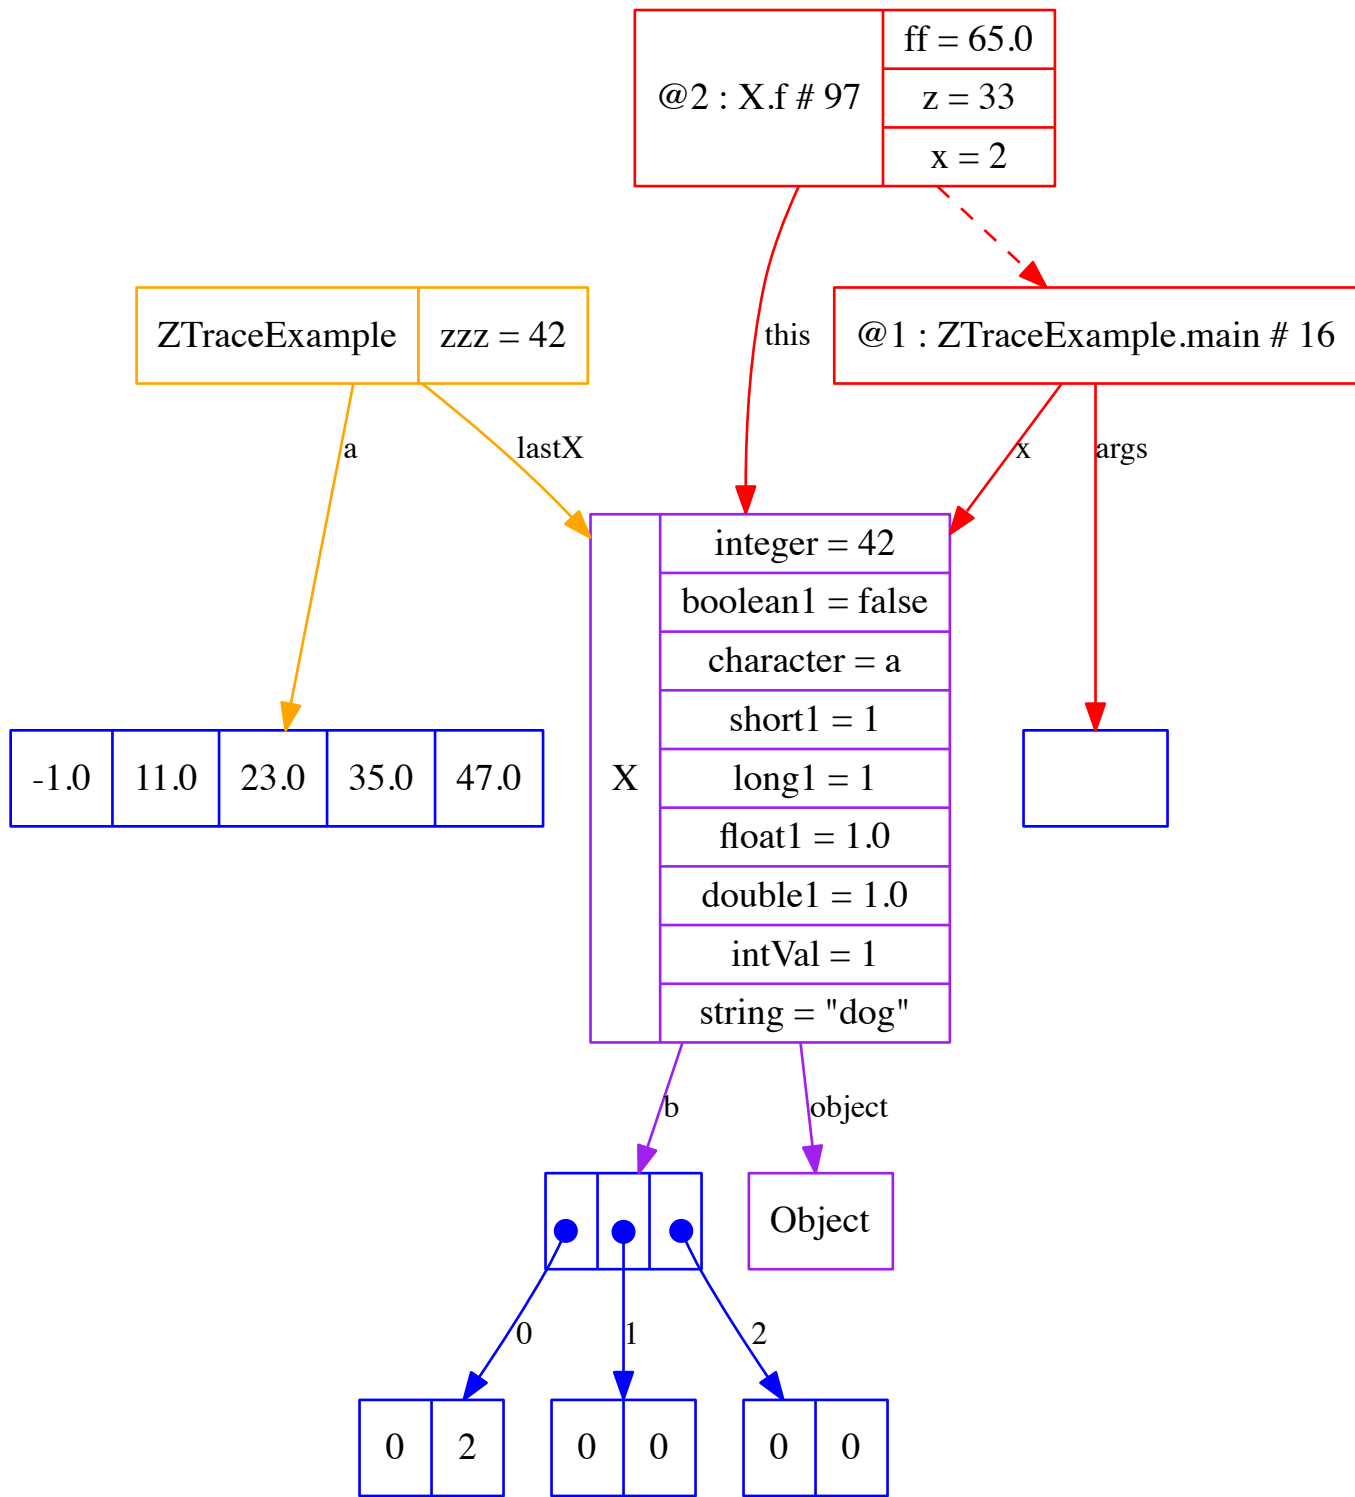 @2 : X.f # 97
ff = 65.0
z = 33
x = 2
ZTraceExample
zzz = 42
this
@1 : ZTraceExample.main # 16
a
lastX
x
args
X
integer = 42
boolean1 = false
character = a
short1 = 1
long1 = 1
float1 = 1.0
double1 = 1.0
intVal = 1
string = "dog"
-1.0 11.0 23.0 35.0 47.0
b
object
Object
0
1
2
0 2
0 0
0 0